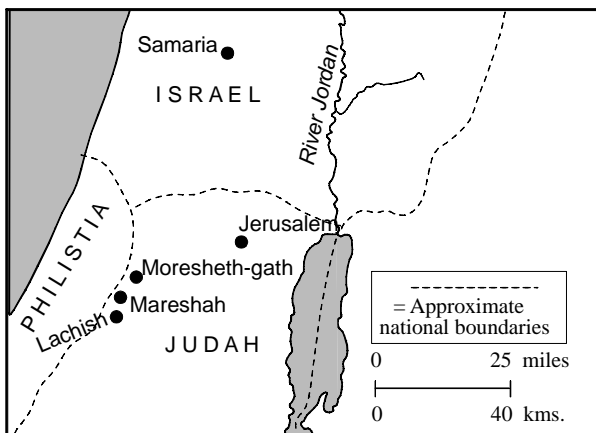 Samaria
ISRAEL
River Jordan
PHILISTIA
Jerusalem
Moresheth-gath
Mareshah
Lachish
JUDAH
= Approximate
national boundaries
0 25 miles
0 40 kms.